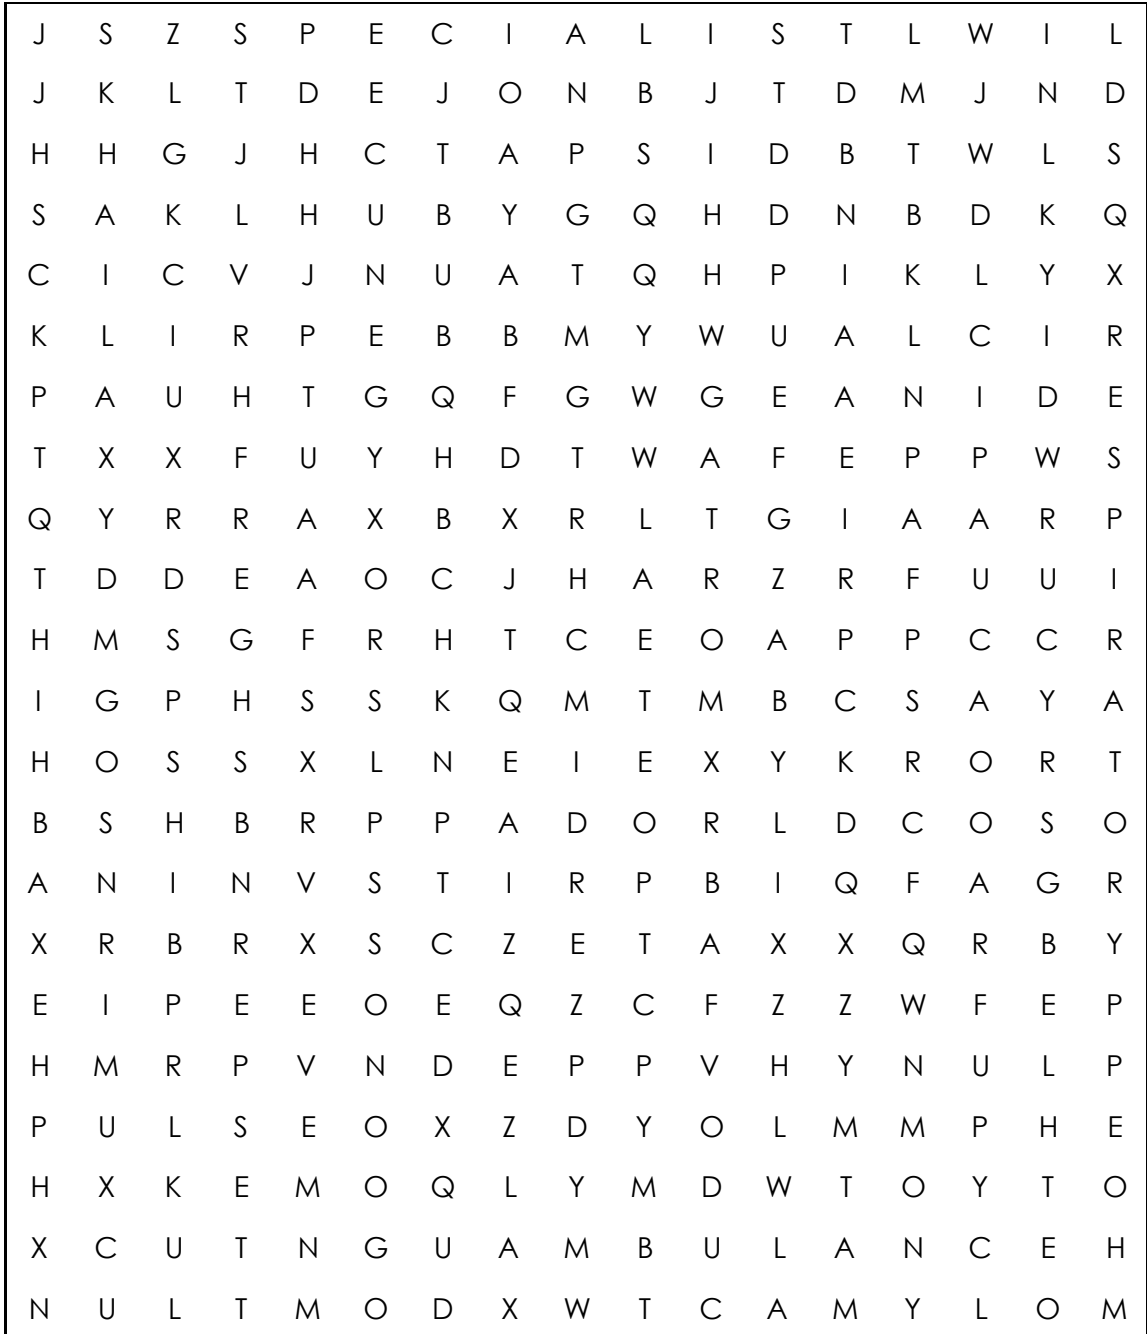 J S Z S P E C I A L I S T L W I L
J K L T D E J O N B J T D M J N D
H H G J H C T A P S I D B T W L S
S A K L H U B Y G Q H D N B D K Q
C I C V J N U A T Q H P I K L Y X
K L I R P E B B M Y W U A L C I R
P A U H T G Q F G W G E A N I D E
T X X F U Y H D T W A F E P P W S
Q Y R R A X B X R L T G I A A R P
T D D E A O C J H A R Z R F U U I
H M S G F R H T C E O A P P C C R
I G P H S S K Q M T M B C S A Y A
H O S S X L N E I E X Y K R O R T
B S H B R P P A D O R L D C O S O
A N I N V S T I R P B I Q F A G R
X R B R X S C Z E T A X X Q R B Y
E I P E E O E Q Z C F Z Z W F E P
H M R P V N D E P P V H Y N U L P
P U L S E O X Z D Y O L M M P H E
H X K E M O Q L Y M D W T O Y T O
X C U T N G U A M B U L A N C E H
N U L T M O D X W T C A M Y L O M